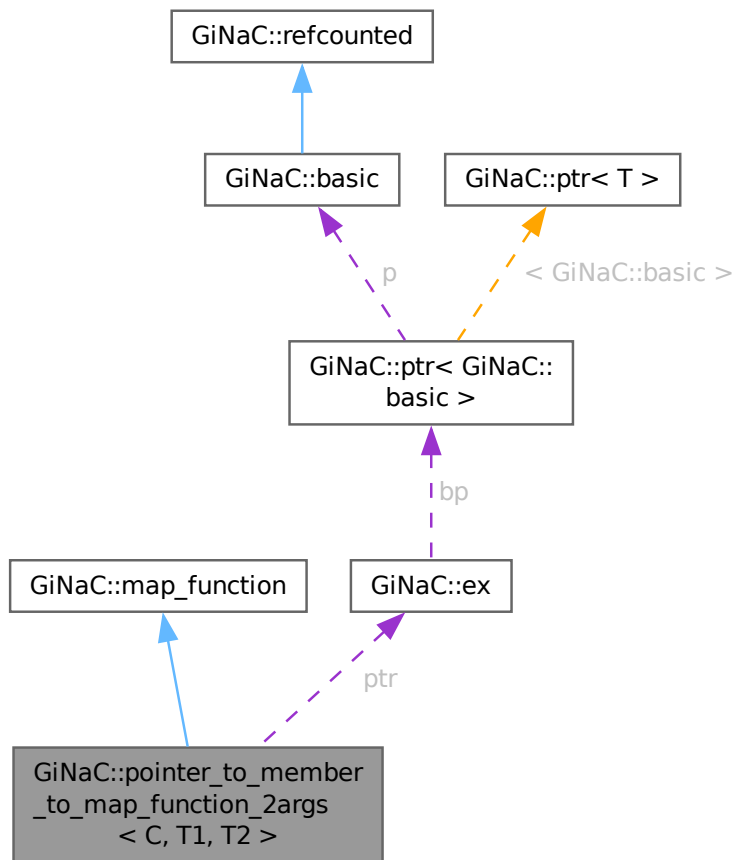 GiNaC::refcounted
GiNaC::basic
GiNaC::ptr< T >
p
< GiNaC::basic >
GiNaC::ptr< GiNaC::
basic >
bp
GiNaC::map_function
GiNaC::ex
ptr
GiNaC::pointer_to_member
_to_map_function_2args
< C, T1, T2 >